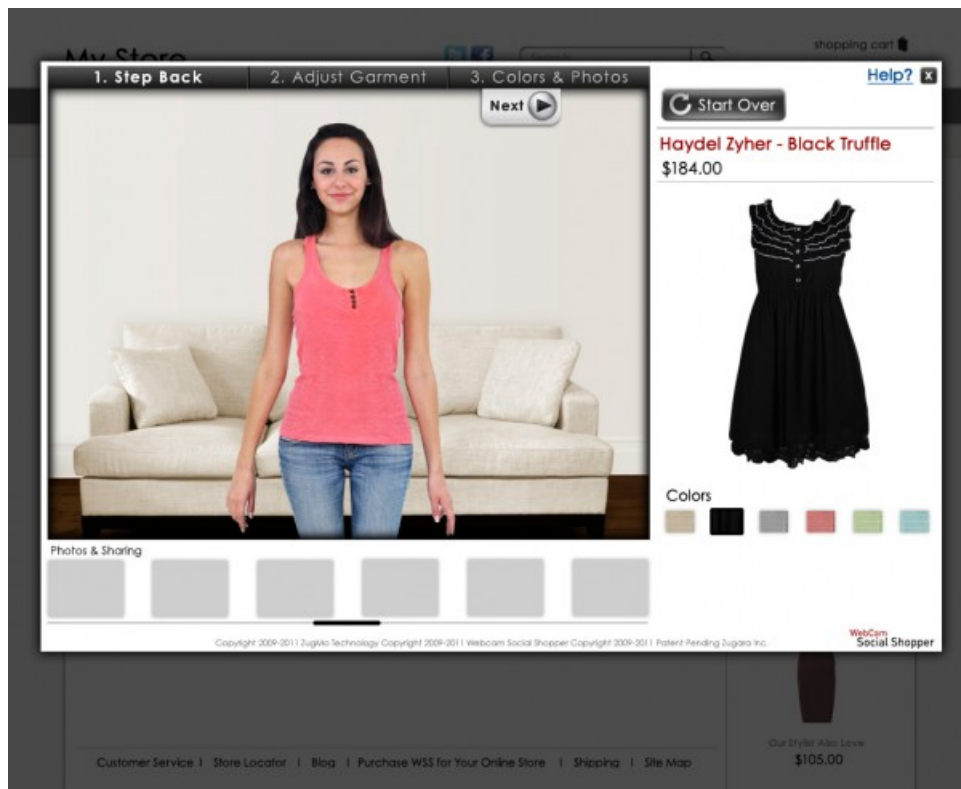 My Store
shopping cart
1. Step Back
2. Adjust Garment
3. Colors & Photos
Help?
x
Next
Start Over
Haydel Zyher - Black Truffle
$184.00
Colors
Photos & Sharing
Copyright 2009-2011 ZugMo Technology Copyright 2009-2011 Webcam Social Shopper Copyright 2009-2011 Patent Pending Zugara Inc.
WebCam
Social Shopper
Our Stylist Also Love
$105.00
Customer Service | Store Locator | Blog | Purchase WSS for Your Online Store | Shipping | Site Map